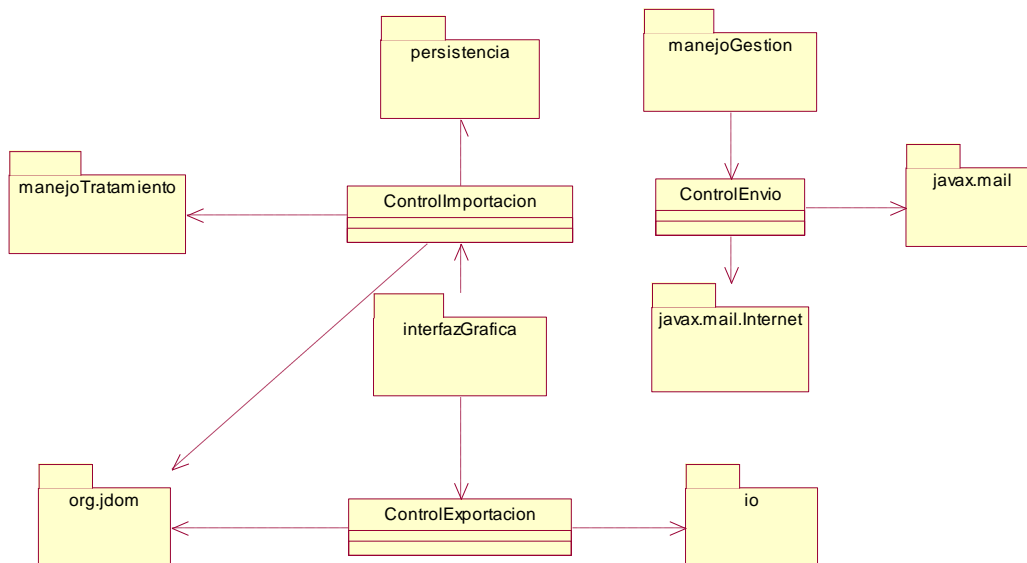 persistencia
manejoGestion
manejoTratamiento
ControlImportacion
ControlEnvio
javax.mail
interfazGrafica
javax.mail.Internet
org.jdom
ControlExportacion
io